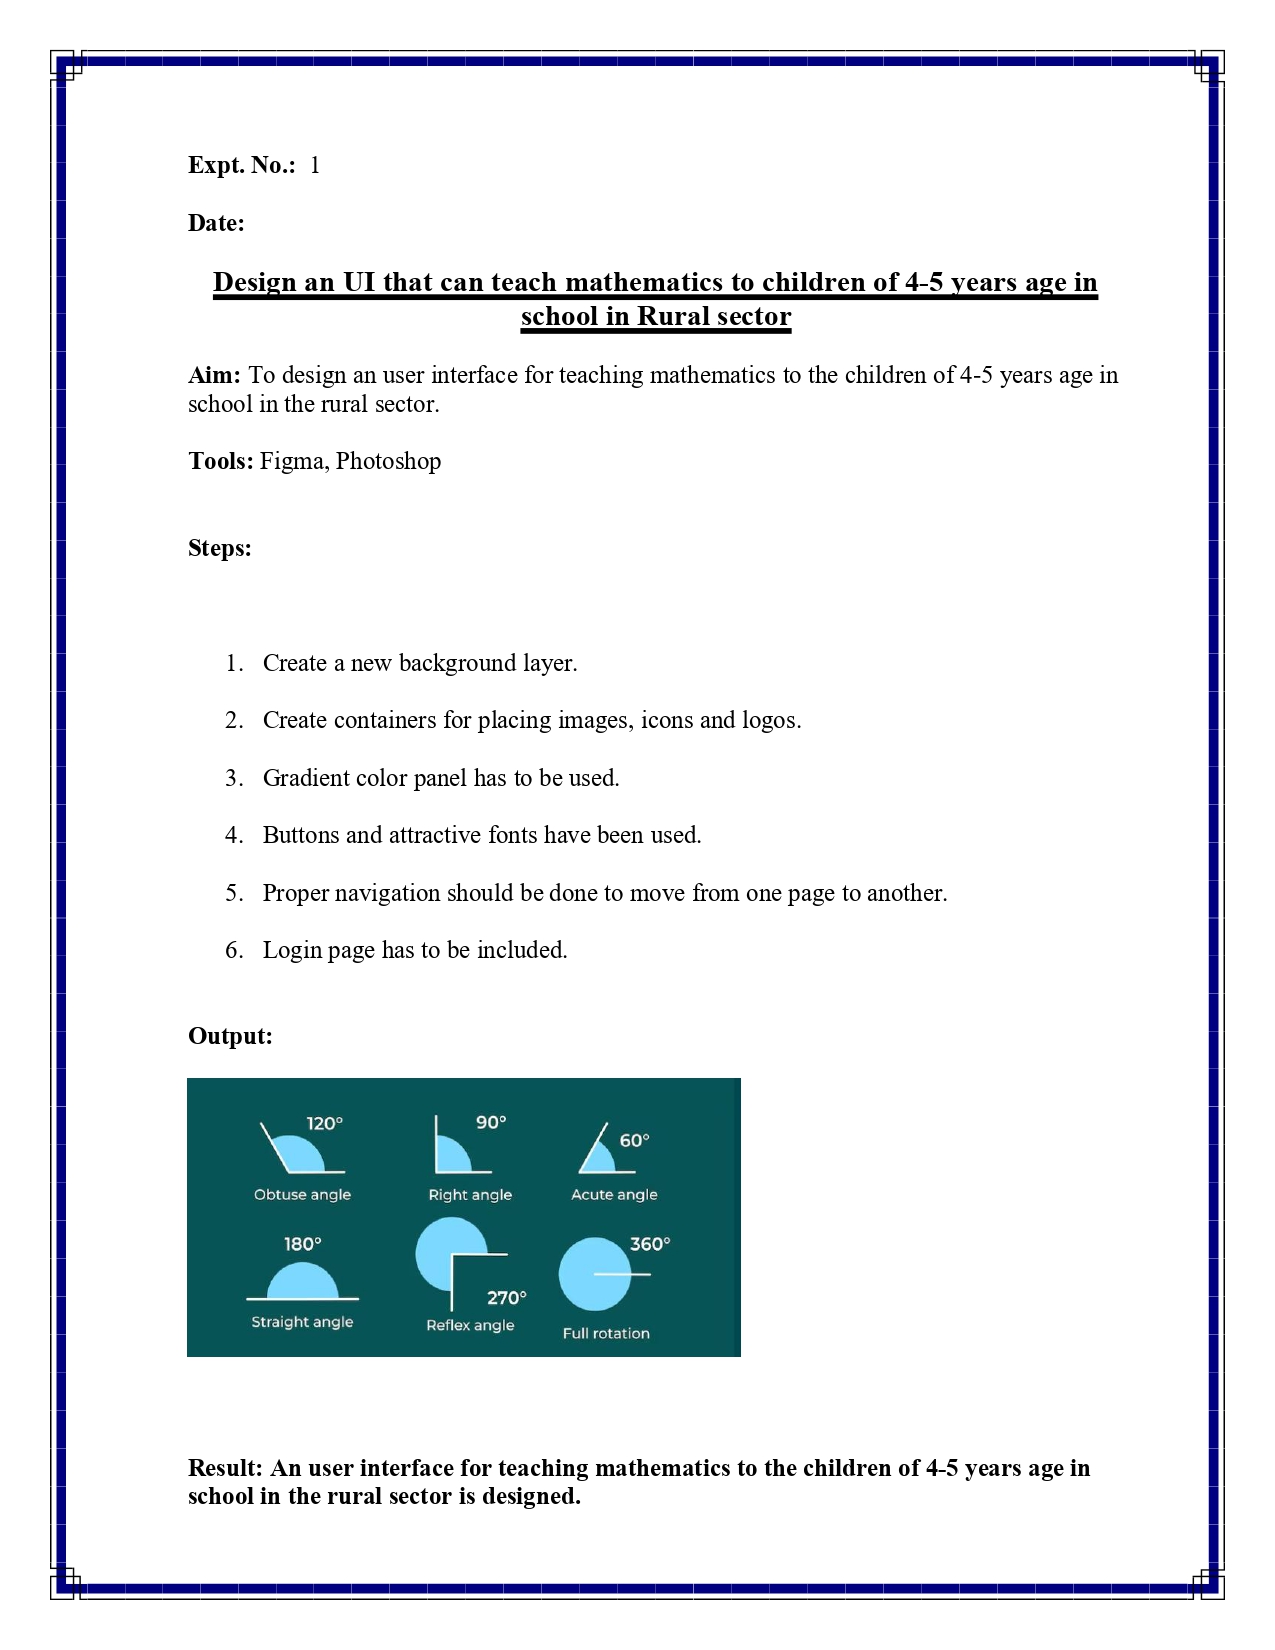 Expt. No.: 1
Date:
Design an UI that can teach mathematics to children of 4-5 years age in
school in Rural sector
Aim: To design an user interface for teaching mathematics to the children of 4-5 years age in
school in the rural sector.
Tools: Figma, Photoshop
Steps:
1. Create a new background layer.
2. Create containers for placing images, icons and logos.
3. Gradient color panel has to be used.
4. Buttons and attractive fonts have been used.
5. Proper navigation should be done to move from one page to another.
6. Login page has to be included.
Output:
120° 90° 60°
Obtuse angle Right angle Acute angle
180° 270° 360°
Straight angle Reflex angle Full rotation
Result: An user interface for teaching mathematics to the children of 4-5 years age in
school in the rural sector is designed.